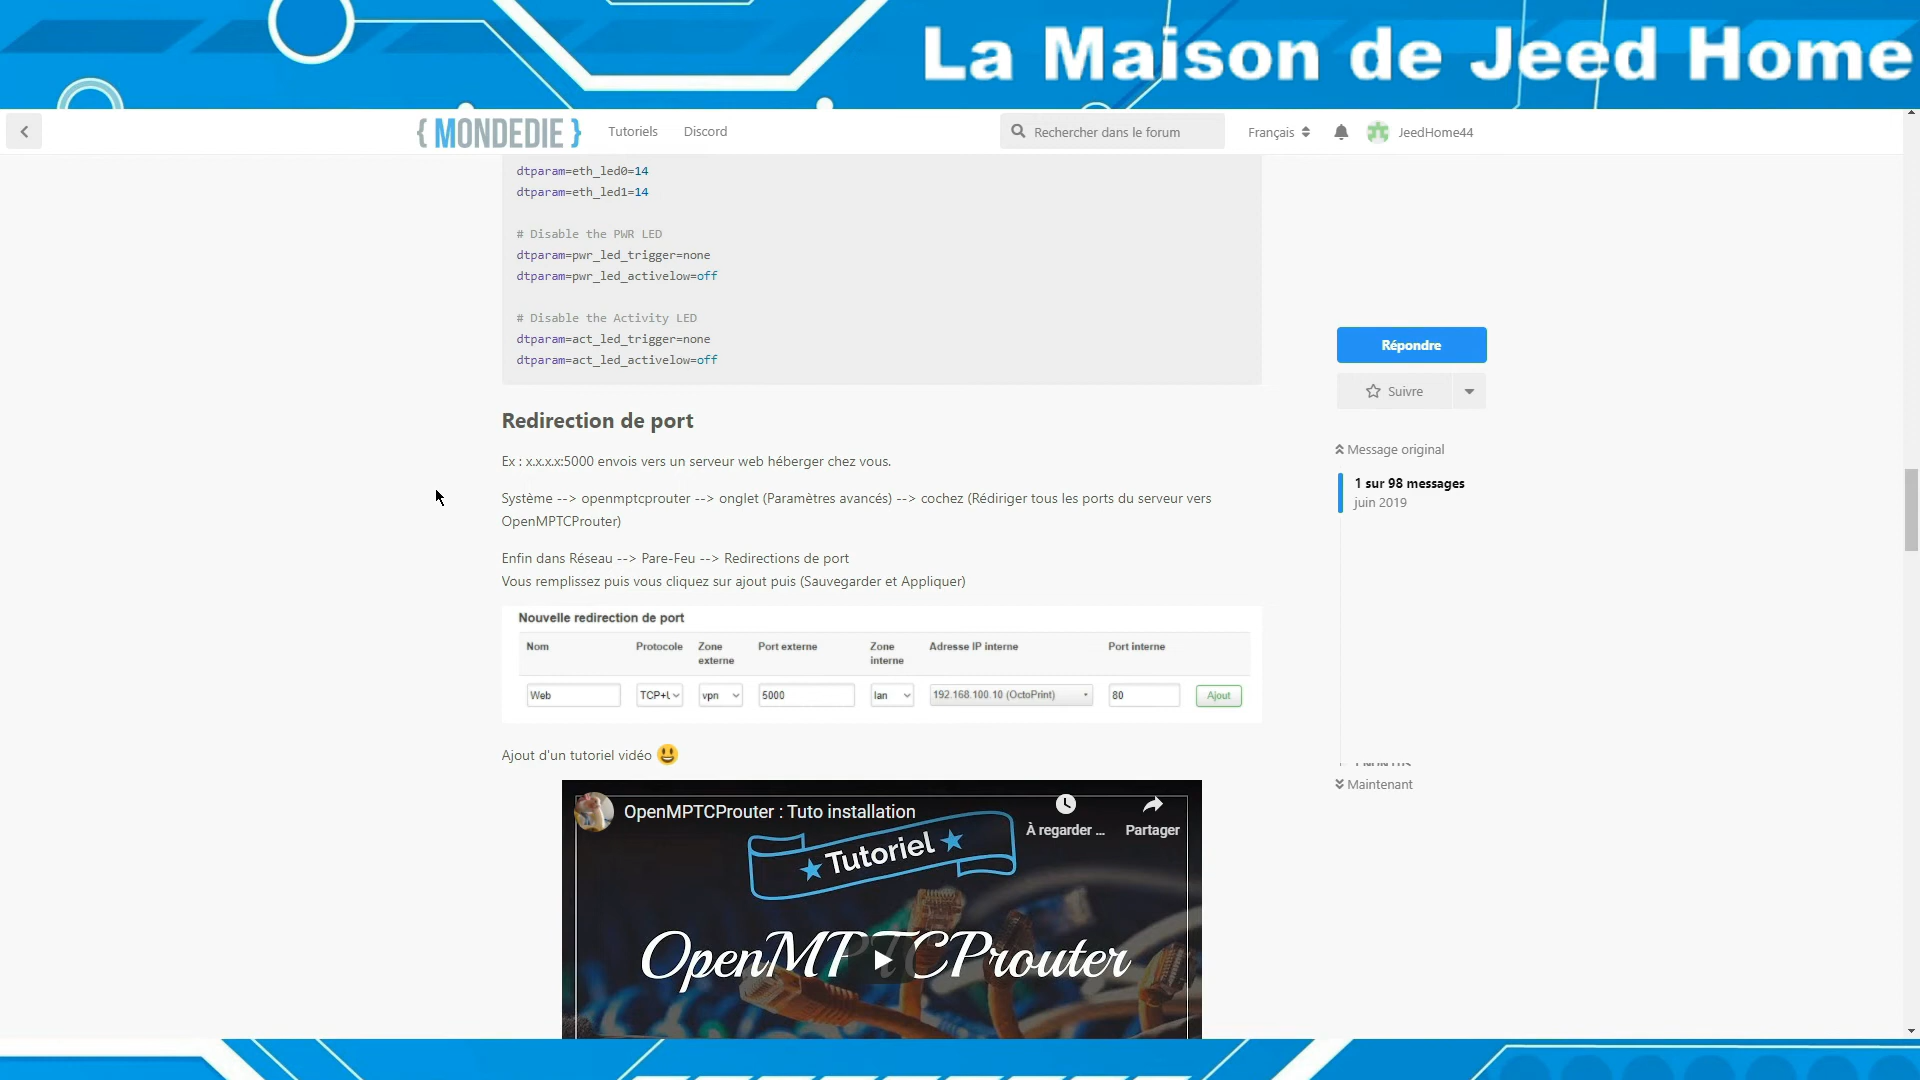 La Maison de Jeed Home
{ MONDEDIE }
Tutoriels
Discord
Rechercher dans le forum
Français
JeedHome44
dtparam=eth_led0=14
dtparam=eth_led1=14
# Disable the PWR LED
dtparam=pwr_led_trigger=none
dtparam=pwr_led_activelow=off
# Disable the Activity LED
dtparam=act_led_trigger=none
dtparam=act_led_activelow=off
Redirection de port
Ex : x.x.x.x:5000 envois vers un serveur web héberger chez vous.
Système --> openmptcprouter --> onglet (Paramètres avancés) --> cochez (Rédiriger tous les ports du serveur vers
OpenMPTCProuter)
Enfin dans Réseau --> Pare-Feu --> Redirections de port
Vous remplissez puis vous cliquez sur ajout puis (Sauvegarder et Appliquer)
Nouvelle redirection de port
Nom Protocole Zone externe Port externe Zone interne Adresse IP interne Port interne
Web TCP+U vpn 5000 lan 192.168.100.10 (OctoPrint) 80 Ajout
Ajout d'un tutoriel vidéo
OpenMPTCProuter : Tuto installation
À regarder ...
Partager
Tutoriel
OpenMPTCProuter
Répondre
Suivre
Message original
1 sur 98 messages
juin 2019
Maintenant